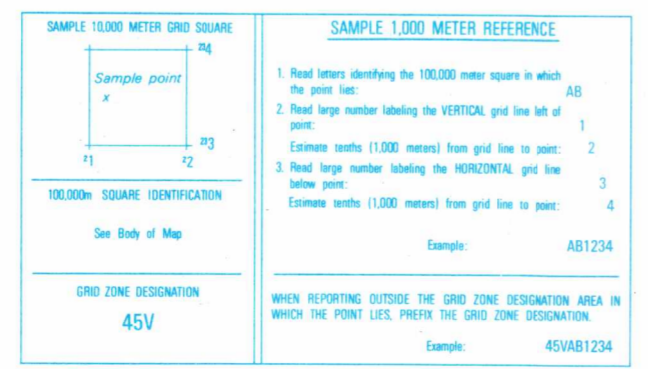 SAMPLE 10,000 METER GRID SQUARE
Sample point
x
1
2
3
4
100,000m SQUARE IDENTIFICATION
See Body of Map
GRID ZONE DESIGNATION
45V
SAMPLE 1,000 METER REFERENCE
1. Read letters identifying the 100,000 meter square in which
the point lies: AB
2. Read large number labeling the VERTICAL grid line left of
point: 1
Estimate tenths (1,000 meters) from grid line to point: 2
3. Read large number labeling the HORIZONTAL grid line
below point: 3
Estimate tenths (1,000 meters) from grid line to point: 4
Example: AB1234
WHEN REPORTING OUTSIDE THE GRID ZONE DESIGNATION AREA IN
WHICH THE POINT LIES, PREFIX THE GRID ZONE DESIGNATION.
Example: 45VAB1234